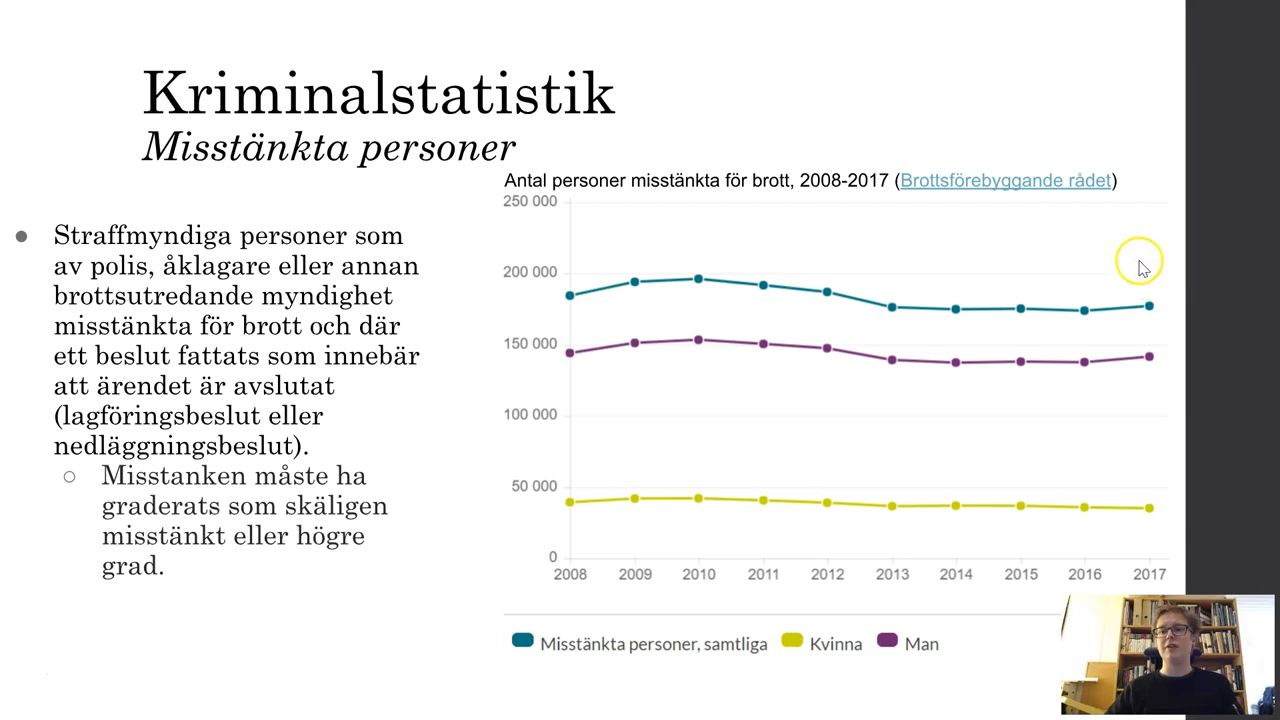 Kriminalstatistik
Misstänkta personer
Antal personer misstänkta för brott, 2008-2017 (Brottsförebyggande rådet)
● Straffmyndiga personer som
av polis, åklagare eller annan
brottsutredande myndighet
misstänkta för brott och där
ett beslut fattats som innebär
att ärendet är avslutat
(lagföringsbeslut eller
nedläggningsbeslut).
○ Misstanken måste ha
graderats som skäligen
misstänkt eller högre
grad.
250 000
200 000
150 000
100 000
50 000
0
2008 2009 2010 2011 2012 2013 2014 2015 2016 2017
Misstänkta personer, samtliga Kvinna Man